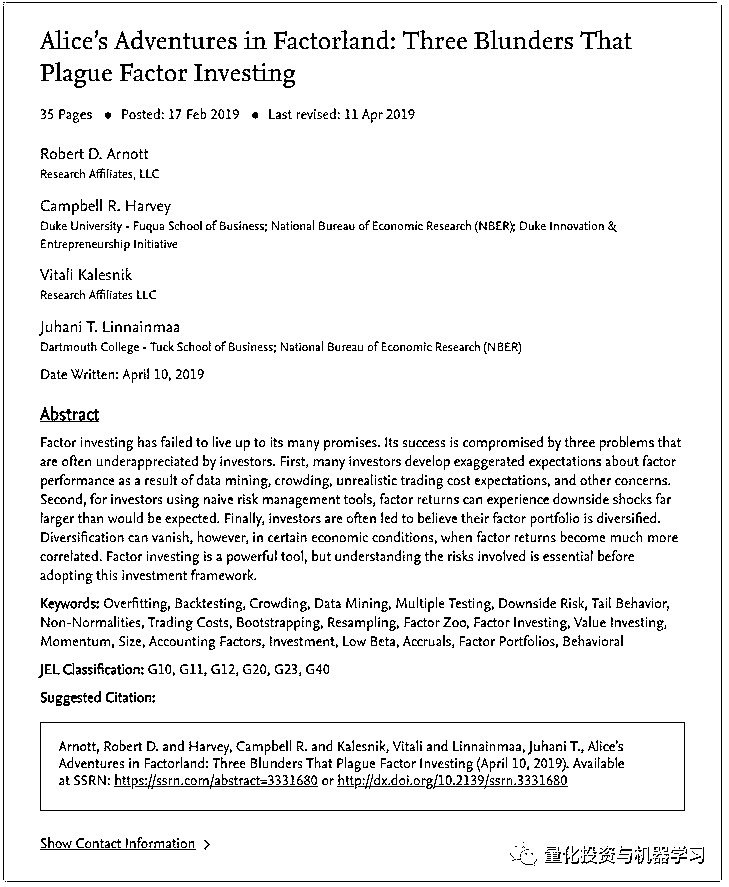 Alice's Adventures in Factorland: Three Blunders That
Plague Factor Investing
35 Pages • Posted: 17 Feb 2019 • Last revised: 11 Apr 2019
Robert D. Arnott
Research Affiliates, LLC
Campbell R. Harvey
Duke University - Fuqua School of Business; National Bureau of Economic Research (NBER); Duke Innovation &
Entrepreneurship Initiative
Vitali Kalesnik
Research Affiliates LLC
Juhani T. Linnainmaa
Dartmouth College - Tuck School of Business; National Bureau of Economic Research (NBER)
Date Written: April 10, 2019
Abstract
Factor investing has failed to live up to its many promises. Its success is compromised by three problems that
are often underappreciated by investors. First, many investors develop exaggerated expectations about factor
performance as a result of data mining, crowding, unrealistic trading cost expectations, and other concerns.
Second, for investors using naive risk management tools, factor returns can experience downside shocks far
larger than would be expected. Finally, investors are often led to believe their factor portfolio is diversified.
Diversification can vanish, however, in certain economic conditions, when factor returns become much more
correlated. Factor investing is a powerful tool, but understanding the risks involved is essential before
adopting this investment framework.
Keywords: Overfitting, Backtesting, Crowding, Data Mining, Multiple Testing, Downside Risk, Tail Behavior,
Non-Normalities, Trading Costs, Bootstrapping, Resampling, Factor Zoo, Factor Investing, Value Investing,
Momentum, Size, Accounting Factors, Investment, Low Beta, Accruals, Factor Portfolios, Behavioral
JEL Classification: G10, G11, G12, G20, G23, G40
Suggested Citation:
Arnott, Robert D. and Harvey, Campbell R. and Kalesnik, Vitali and Linnainmaa, Juhani T., Alice's
Adventures in Factorland: Three Blunders That Plague Factor Investing (April 10, 2019). Available
at SSRN: https://ssrn.com/abstract=3331680 or http://dx.doi.org/10.2139/ssrn.3331680
Show Contact Information >
量化投资与机器学习